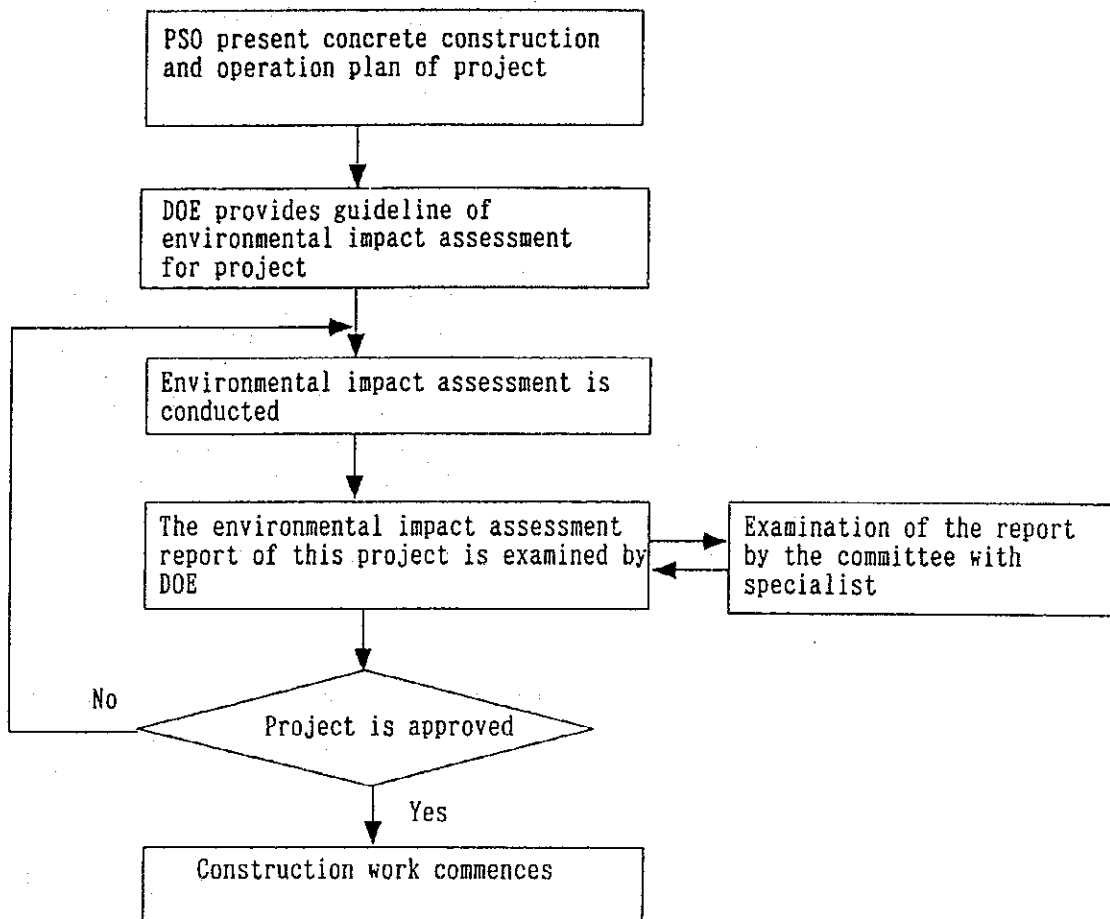 PSO present concrete construction
and operation plan of project
DOE provides guideline of
environmental impact assessment
for project
Environmental impact assessment is
conducted
The environmental impact assessment
report of this project is examined by
DOE
Examination of the report
by the committee with
specialist
No
Project is approved
Yes
Construction work commences